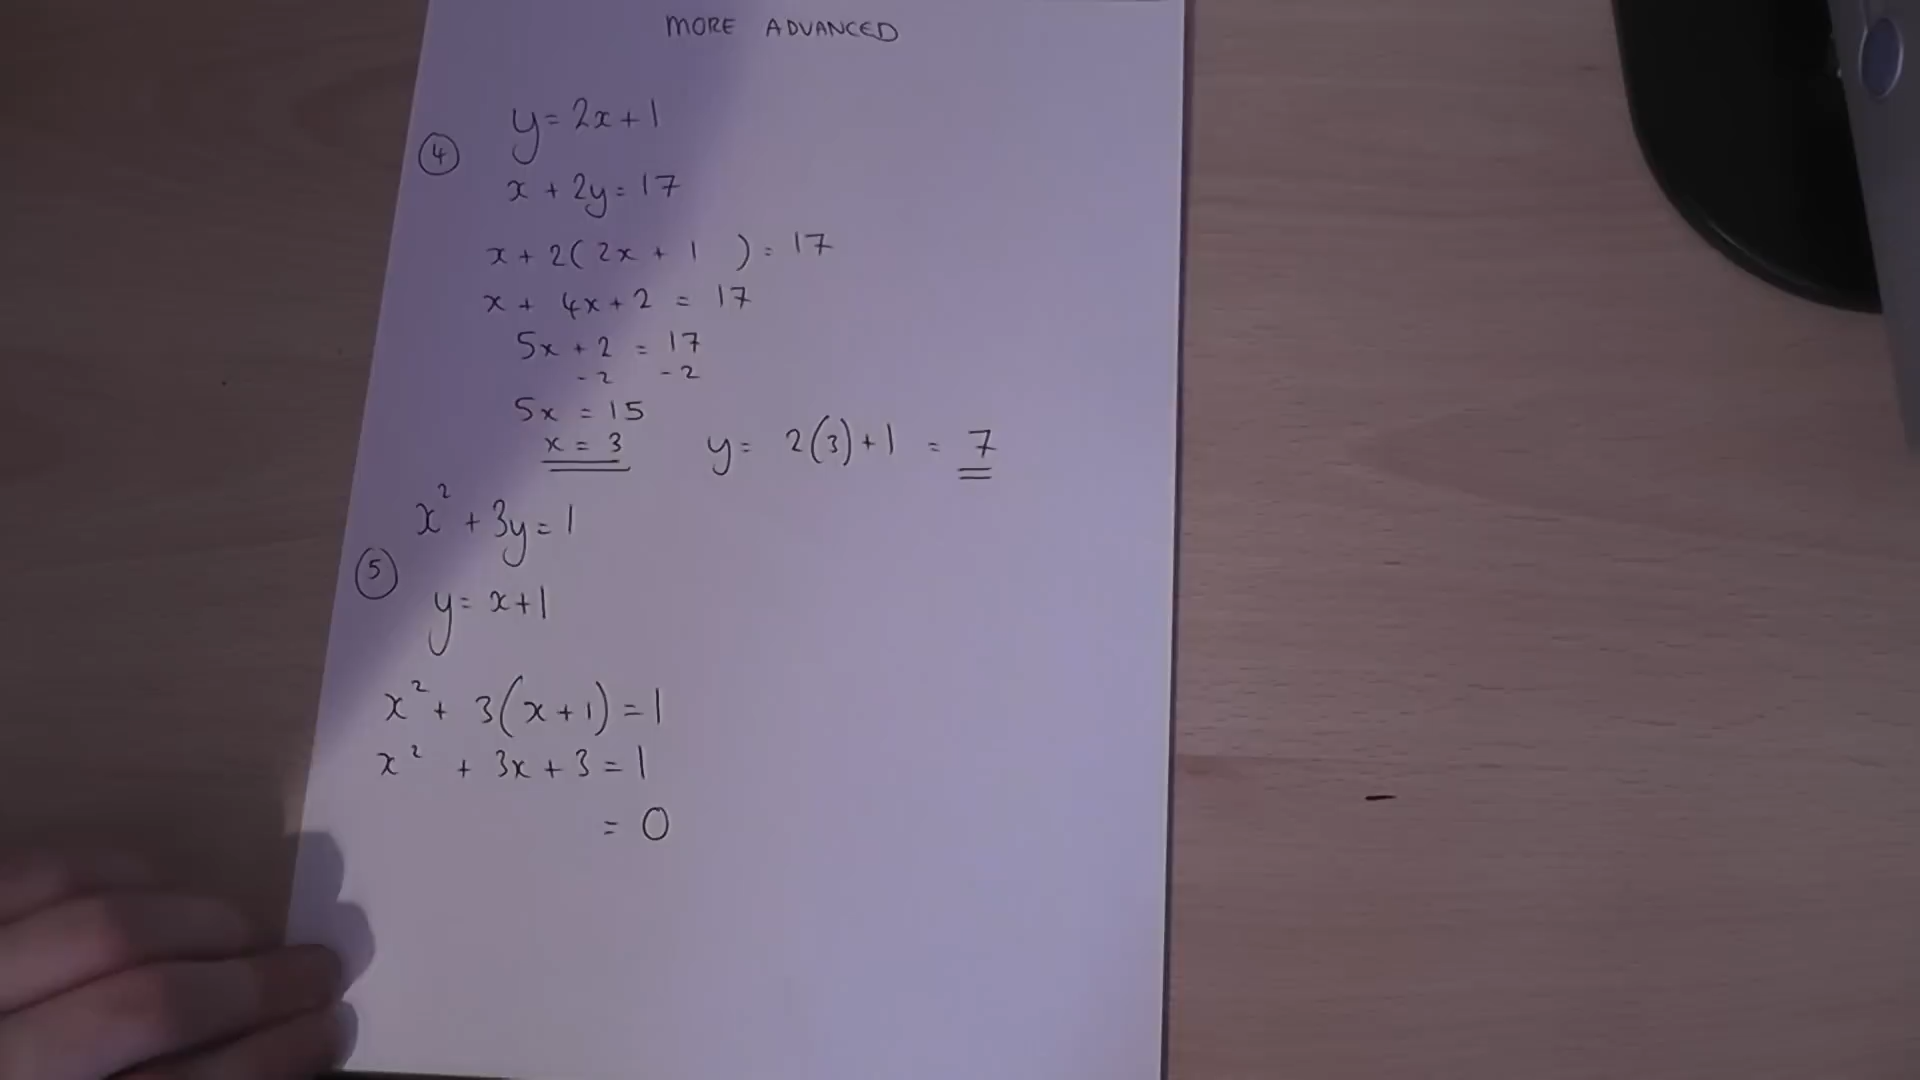 MORE ADVANCED
④ y = 2x + 1
x + 2y = 17
x + 2( 2x + 1 ) = 17
x + 4x + 2 = 17
5x + 2 = 17
-2 -2
5x = 15
x = 3 y = 2(3) + 1 = 7
x² + 3y = 1
⑤ y = x + 1
x² + 3(x + 1) = 1
x² + 3x + 3 = 1
= 0